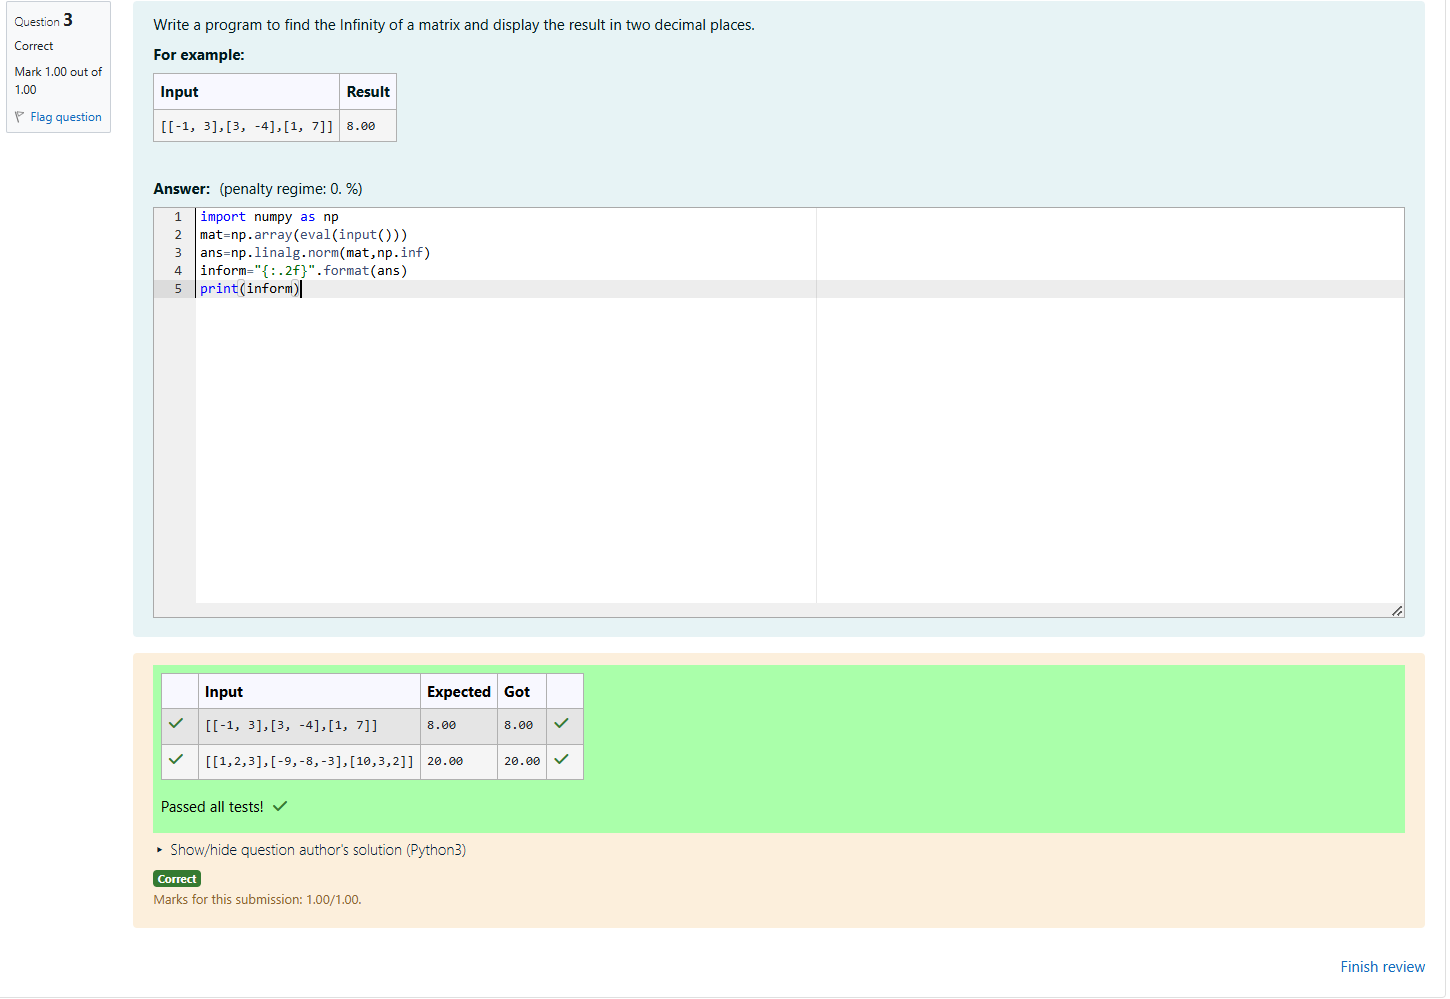 Question 3
Correct
Mark 1.00 out of
1.00
Flag question
Write a program to find the Infinity of a matrix and display the result in two decimal places.
For example:
Input Result
[[-1, 3],[3, -4],[1, 7]] 8.00
Answer: (penalty regime: 0. %)
1 import numpy as np
2 mat=np.array(eval(input()))
3 ans=np.linalg.norm(mat,np.inf)
4 inform="{:.2f}".format(ans)
5 print(inform)
Input Expected Got
[[-1, 3],[3, -4],[1, 7]] 8.00 8.00
[[1,2,3],[-9,-8,-3],[10,3,2]] 20.00 20.00
Passed all tests!
Show/hide question author's solution (Python3)
Correct
Marks for this submission: 1.00/1.00.
Finish review